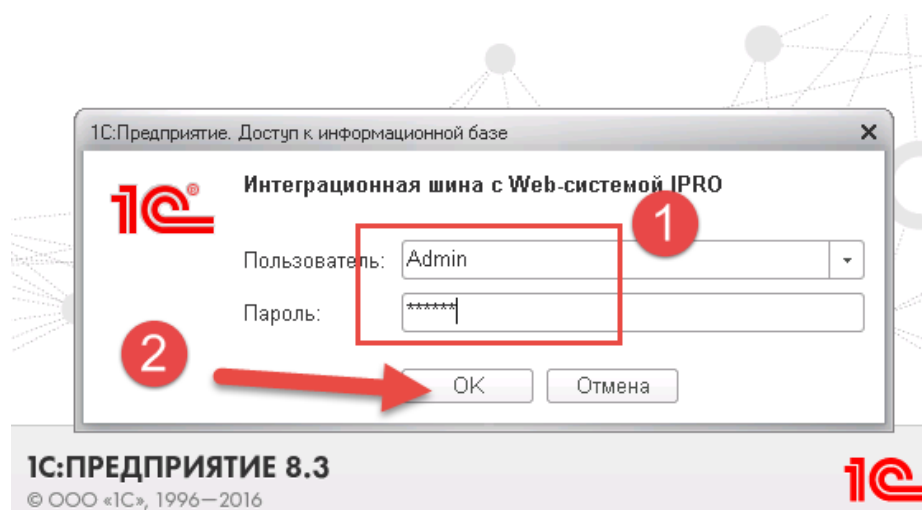 1С:Предприятие. Доступ к информационной базе
1С
Интеграционная шина с Web-системой IPRO
1
Пользователь: Admin
Пароль: ******
2
OK Отмена
1С:ПРЕДПРИЯТИЕ 8.3
1С
© ООО «1С», 1996—2016